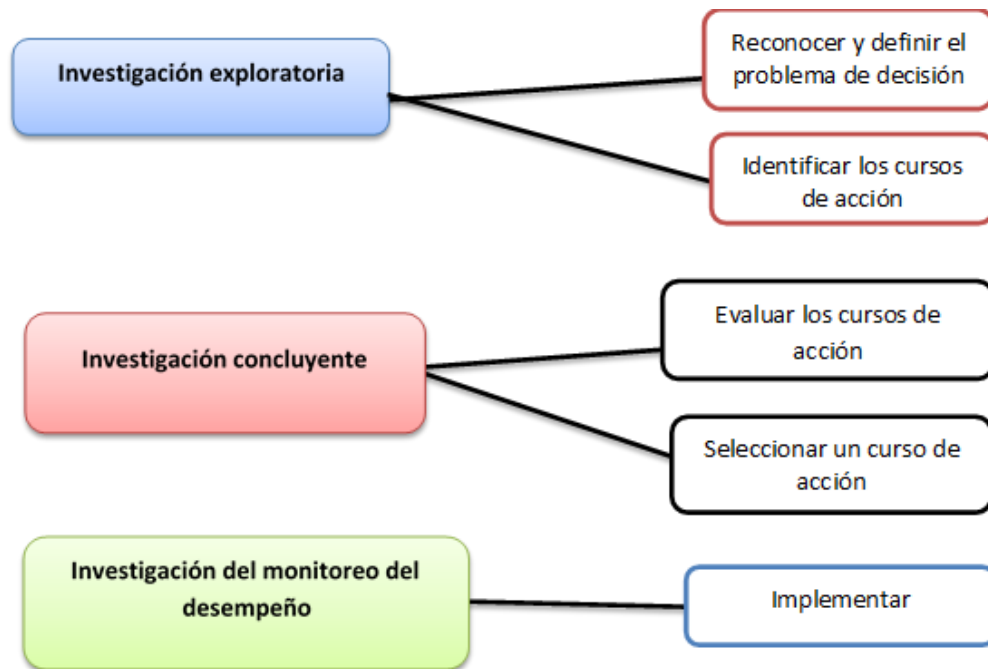 Investigación exploratoria
Reconocer y definir el
problema de decisión
Identificar los cursos
de acción
Investigación concluyente
Evaluar los cursos de
acción
Seleccionar un curso de
acción
Investigación del monitoreo del
desempeño
Implementar